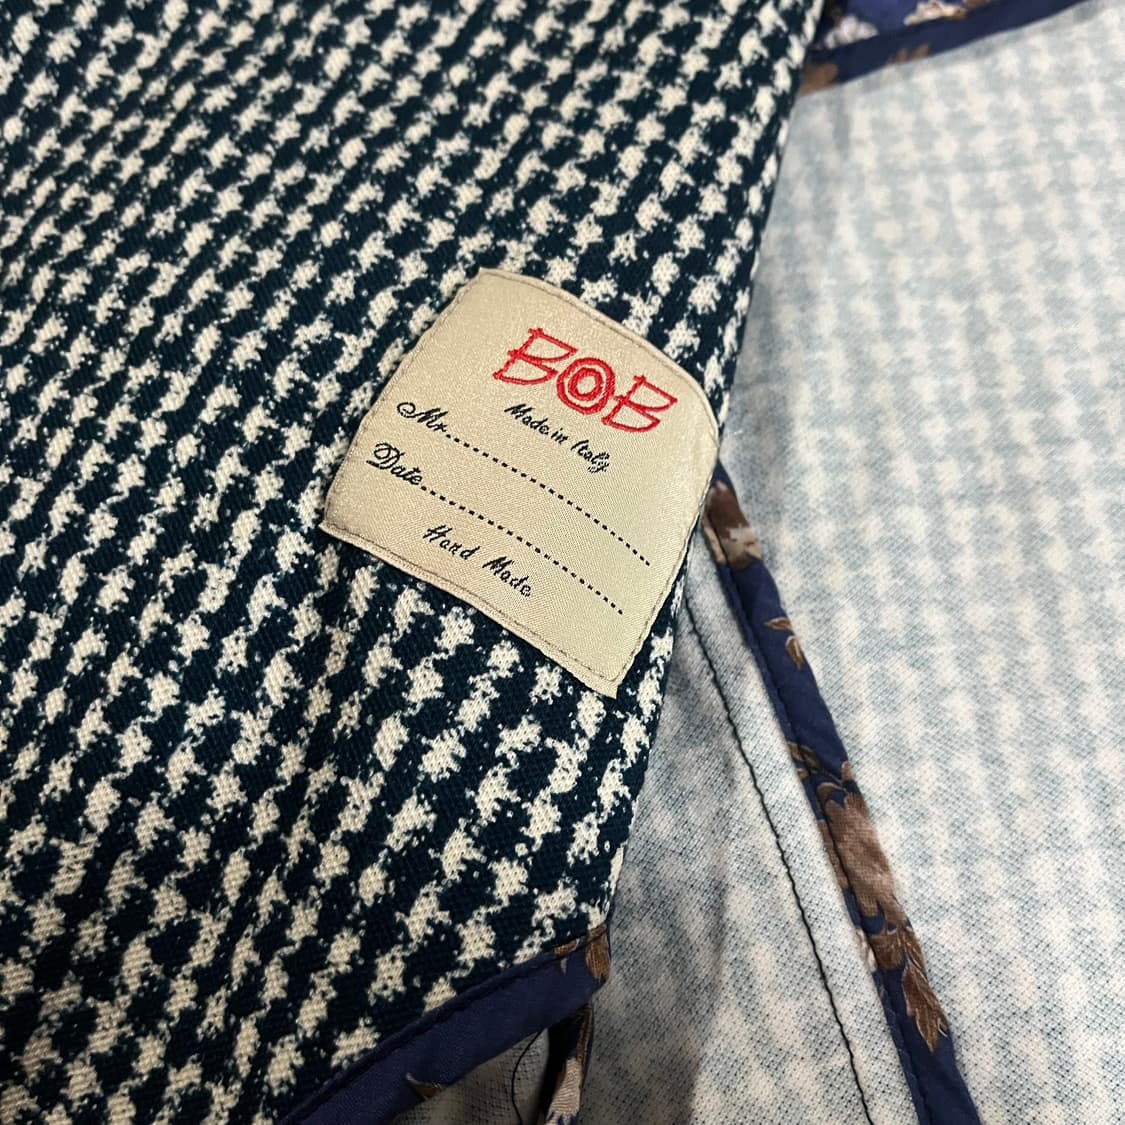 BOB
Made in Italy
Mr..............................
Date..............................
Hand Made